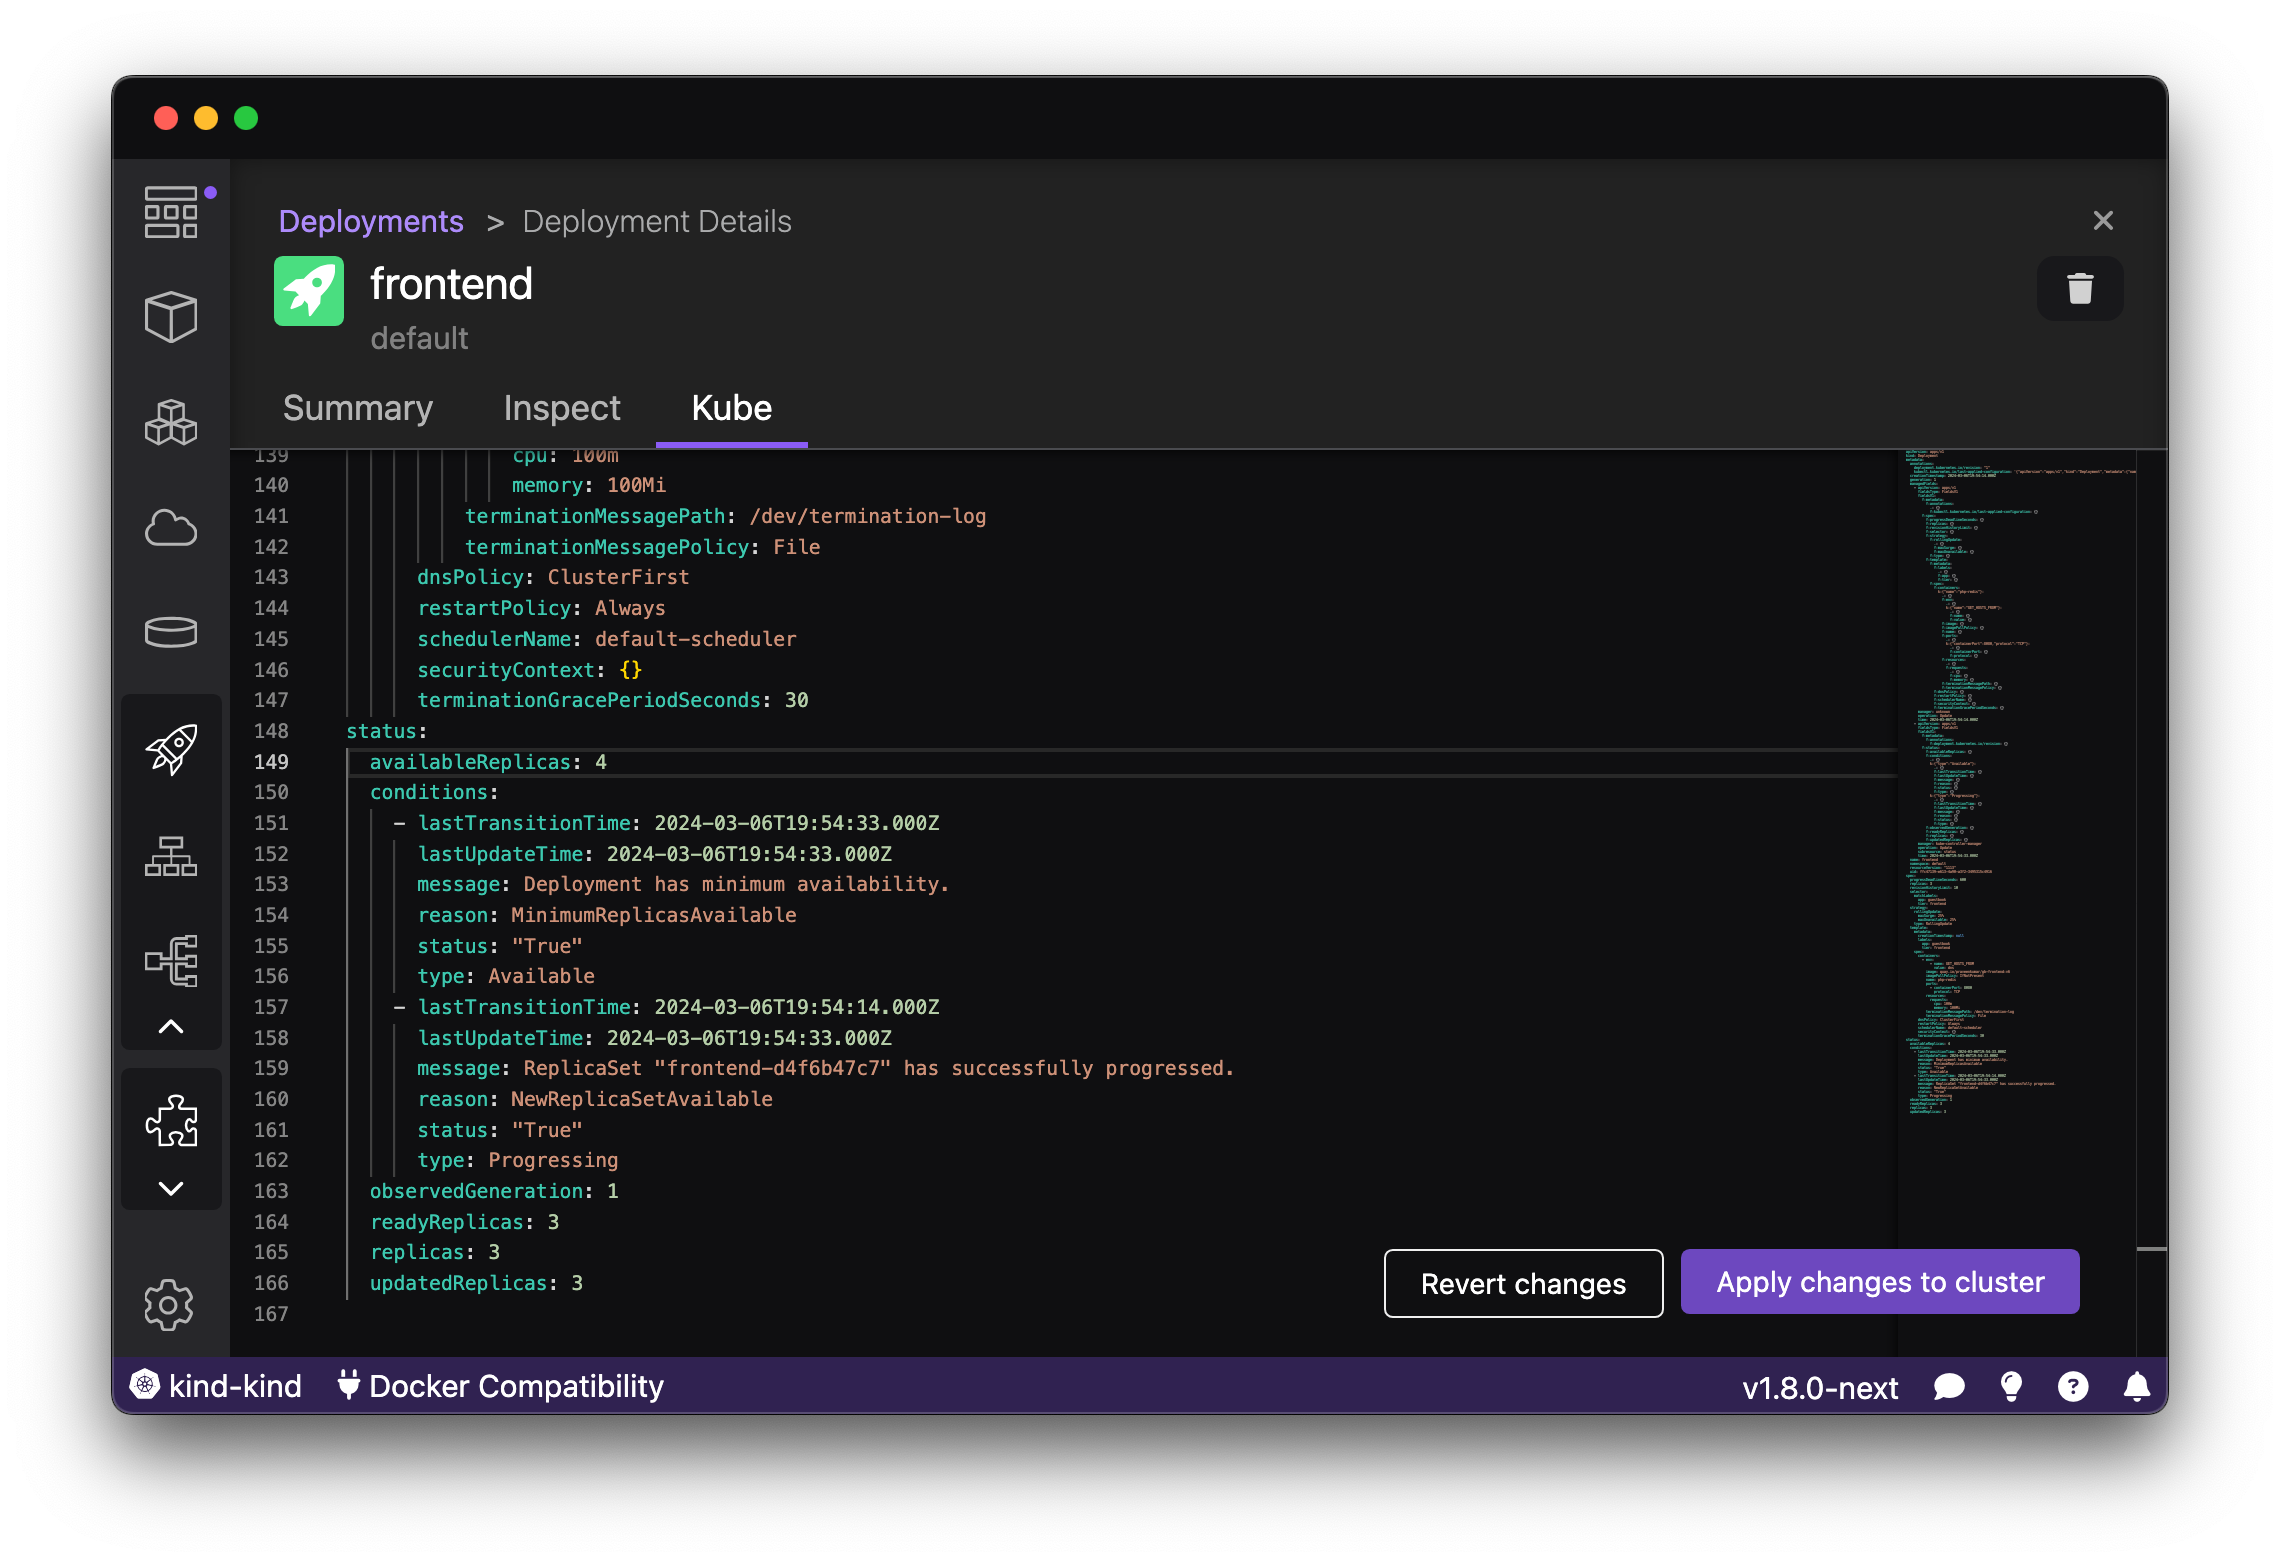 Deployments > Deployment Details
frontend
default
Summary Inspect Kube
139 cpu: 100m
140 memory: 100Mi
141 terminationMessagePath: /dev/termination-log
142 terminationMessagePolicy: File
143 dnsPolicy: ClusterFirst
144 restartPolicy: Always
145 schedulerName: default-scheduler
146 securityContext: {}
147 terminationGracePeriodSeconds: 30
148 status:
149 availableReplicas: 4
150 conditions:
151 - lastTransitionTime: 2024-03-06T19:54:33.000Z
152 lastUpdateTime: 2024-03-06T19:54:33.000Z
153 message: Deployment has minimum availability.
154 reason: MinimumReplicasAvailable
155 status: "True"
156 type: Available
157 - lastTransitionTime: 2024-03-06T19:54:14.000Z
158 lastUpdateTime: 2024-03-06T19:54:33.000Z
159 message: ReplicaSet "frontend-d4f6b47c7" has successfully progressed.
160 reason: NewReplicaSetAvailable
161 status: "True"
162 type: Progressing
163 observedGeneration: 1
164 readyReplicas: 3
165 replicas: 3
166 updatedReplicas: 3
167
Revert changes
Apply changes to cluster
kind-kind Docker Compatibility v1.8.0-next